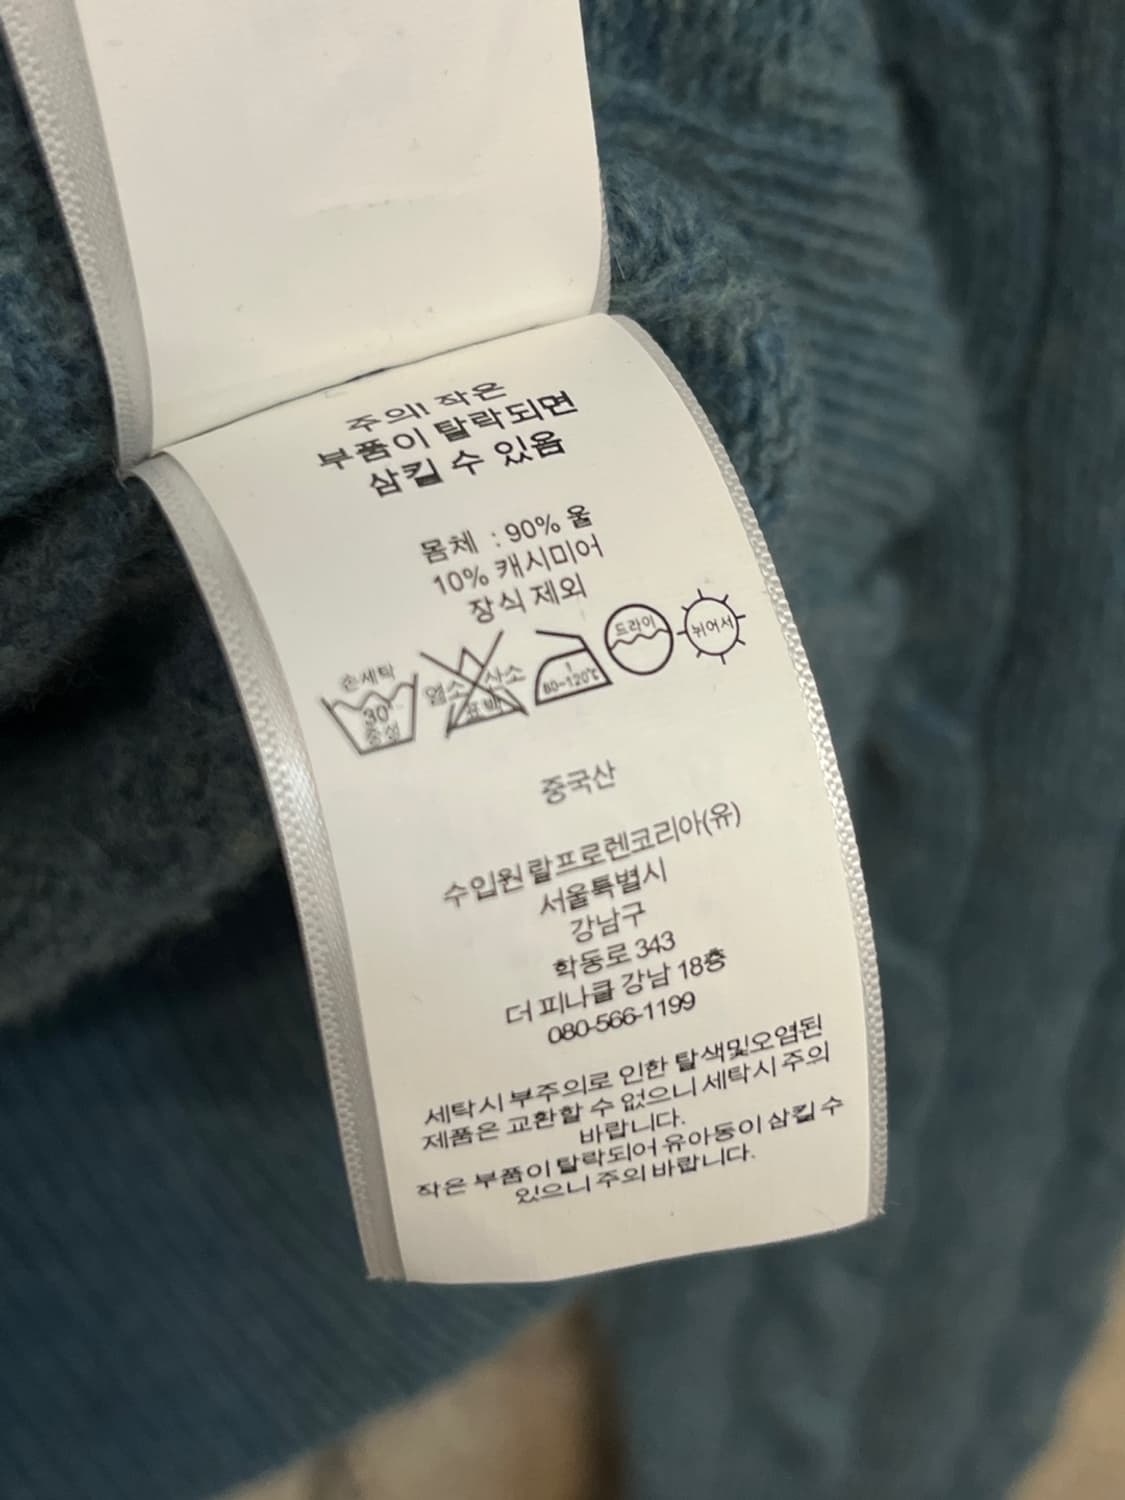 주의! 작은
부품이 탈락되면
삼킬 수 있음
몸체 : 90% 울
10% 캐시미어
장식 제외
손세탁
30°
중성
염소 산소
표백
1
80~120℃
드라이
뉘어서
중국산
수입원 랄프로렌코리아(유)
서울특별시
강남구
학동로 343
더 피나클 강남 18층
080-566-1199
세탁시 부주의로 인한 탈색및오염된
제품은 교환할 수 없으니 세탁시 주의
바랍니다.
작은 부품이 탈락되어 유아동이 삼킬 수
있으니 주의 바랍니다.